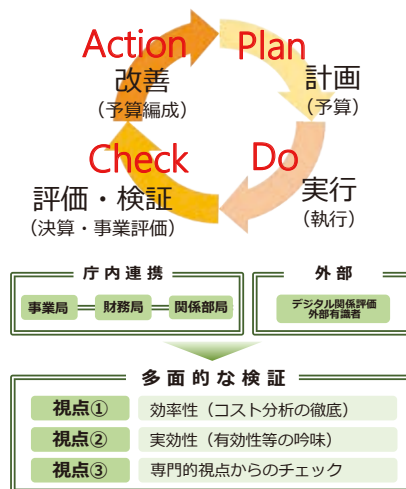 Action
改善
（予算編成）
Plan
計画
（予算）
Check
評価・検証
（決算・事業評価）
Do
実行
（執行）
庁内連携
事業局
財務局
関係部局
外部
デジタル関係評価
外部有識者
多面的な検証
視点①
効率性（コスト分析の徹底）
視点②
実効性（有効性等の吟味）
視点③
専門的視点からのチェック